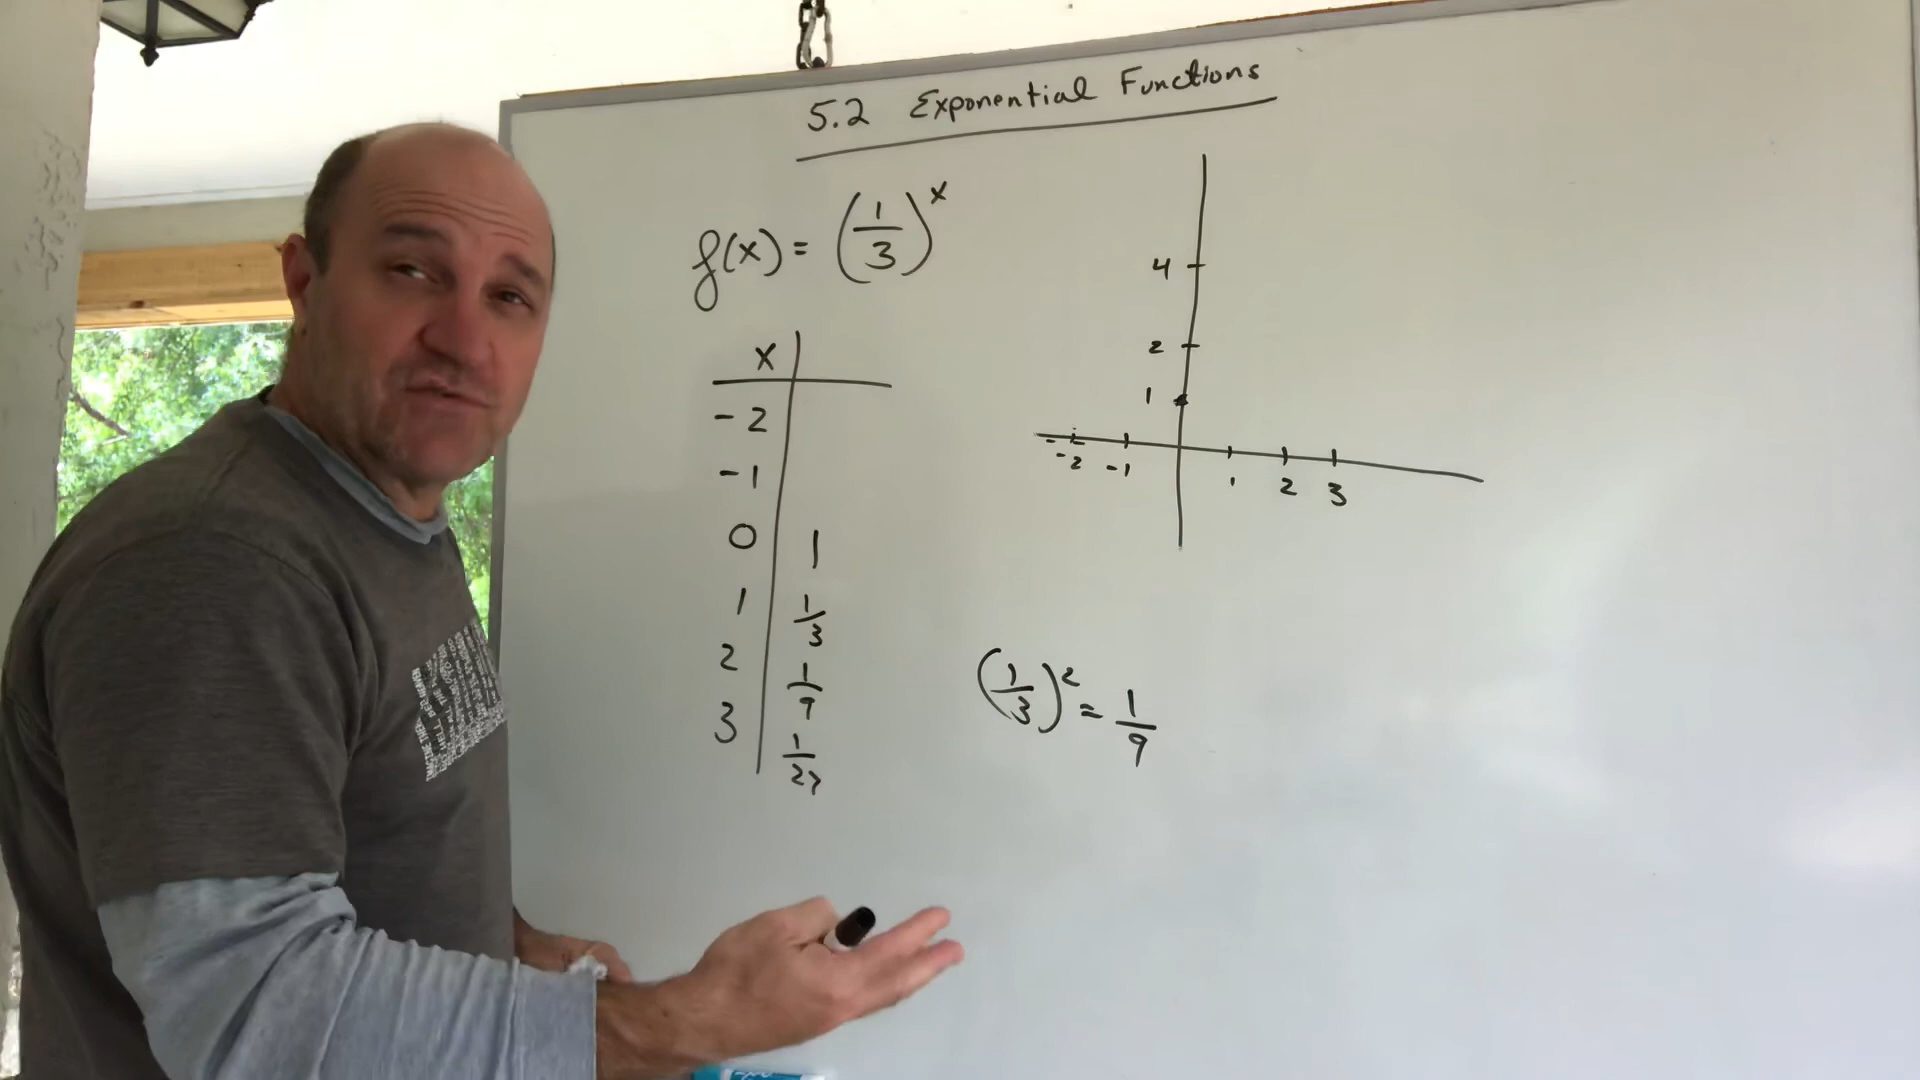 5.2 Exponential Functions
f(x) = (1/3)^x
x
-2
-1
0 1
1 1/3
2 1/9
3 1/27
4
2
1
-2 -1 1 2 3
(1/3)^2 = 1/9